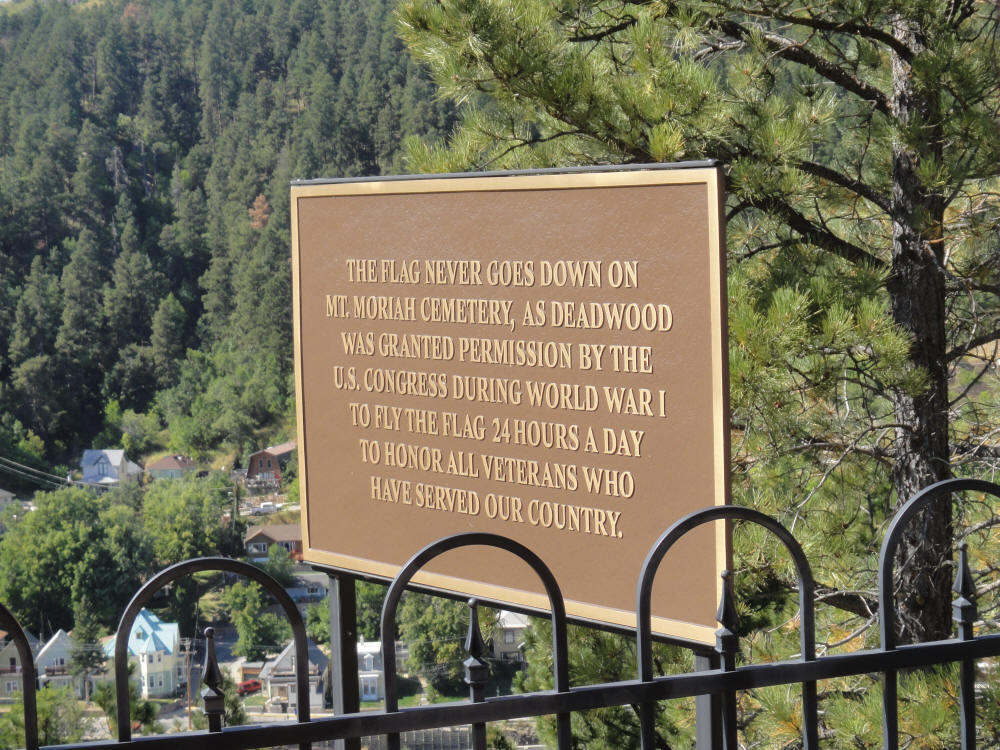 THE FLAG NEVER GOES DOWN ON
MT. MORIAH CEMETERY, AS DEADWOOD
WAS GRANTED PERMISSION BY THE
U.S. CONGRESS DURING WORLD WAR I
TO FLY THE FLAG 24 HOURS A DAY
TO HONOR ALL VETERANS WHO
HAVE SERVED OUR COUNTRY.